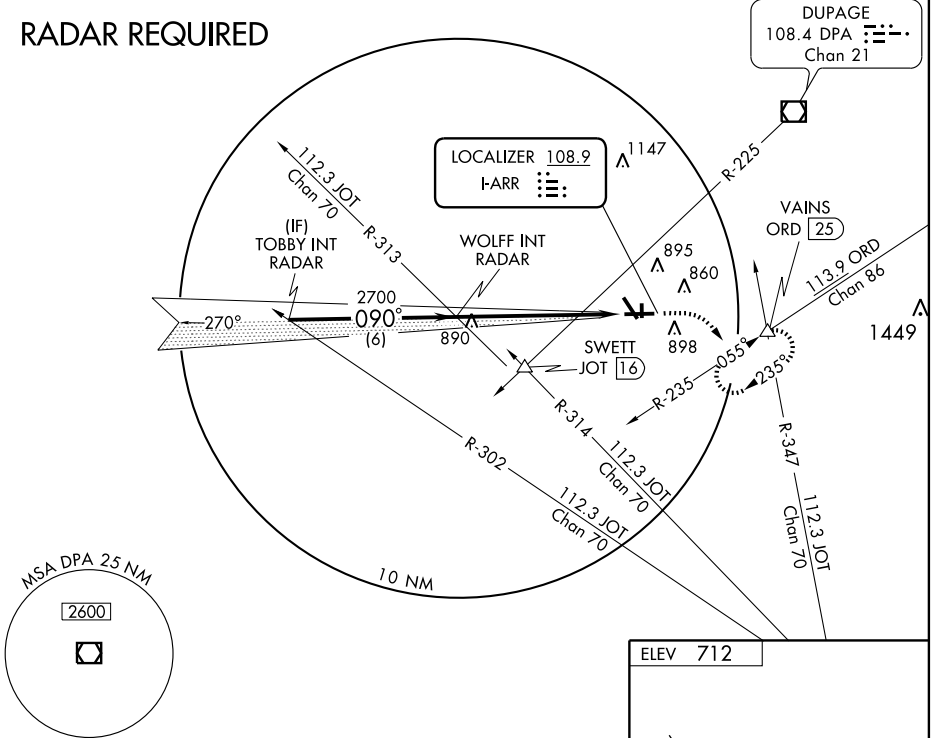 RADAR REQUIRED
DUPAGE
108.4 DPA
Chan 21
LOCALIZER 108.9
I-ARR
1147
R-225
112.3 JOT
Chan 70
R-313
(IF)
TOBBY INT
RADAR
WOLFF INT
RADAR
VAINS
ORD 25
113.9 ORD
Chan 86
895
860
2700
090°
(6)
270°
890
898
1449
SWETT
JOT 16
055°
235°
R-235
R-314
112.3 JOT
Chan 70
R-302
112.3 JOT
Chan 70
R-347
112.3 JOT
Chan 70
10 NM
MSA DPA 25 NM
2600
ELEV 712